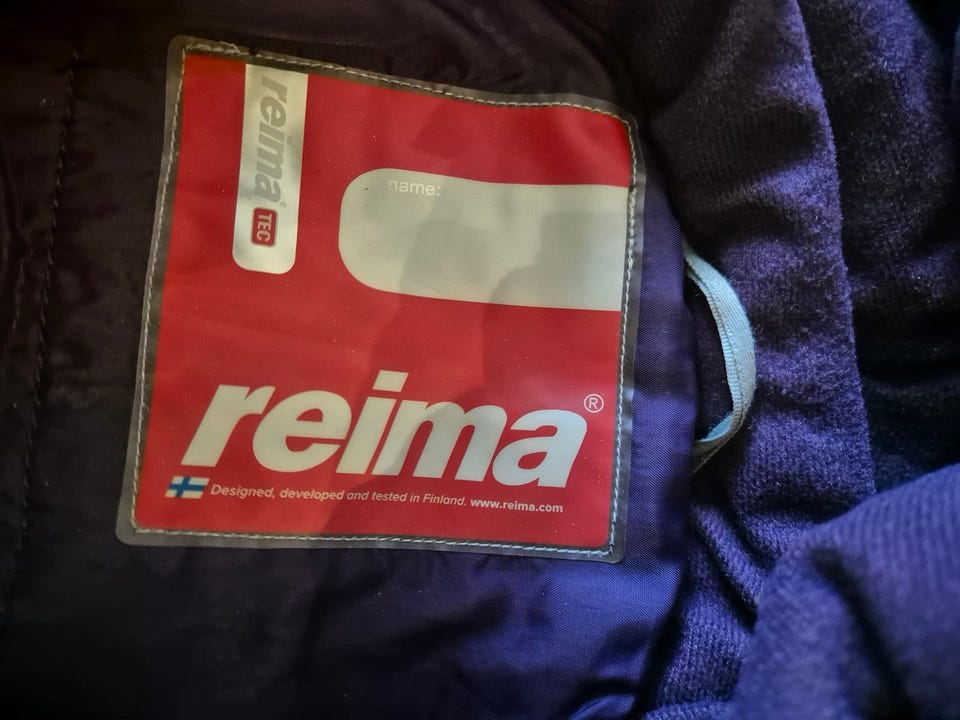 reima®
TEC
name:
reima®
Designed, developed and tested in Finland. www.reima.com